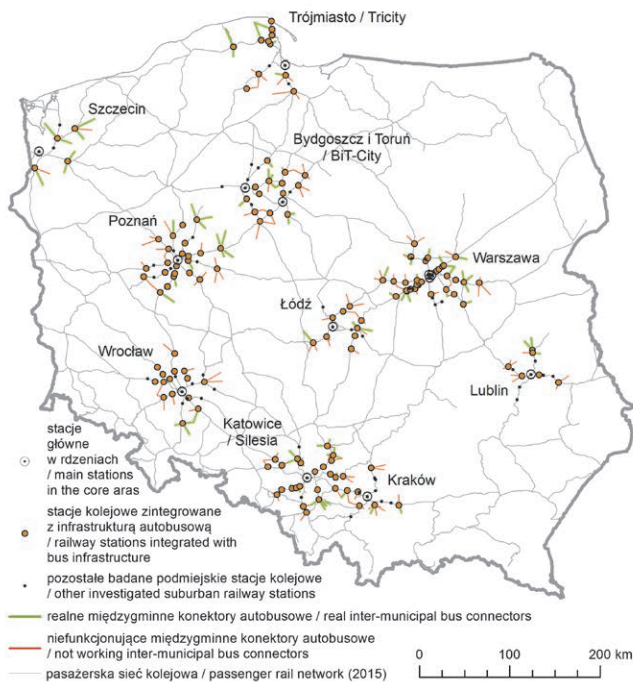 Trójmiasto / Tricity
Szczecin
Bydgoszcz i Toruń
/ BiT-City
Poznań
Warszawa
Łódź
Wrocław
Lublin
Katowice
/ Silesia
Kraków
stacje
główne
w rdzeniach
/ main stations
in the core aras
stacje kolejowe zintegrowane
z infrastrukturą autobusową
/ railway stations integrated with
bus infrastructure
pozostałe badane podmiejskie stacje kolejowe
/ other investigated suburban railway stations
realne międzygminne konektory autobusowe / real inter-municipal bus connectors
niefunkcjonujące międzygminne konektory autobusowe
/ not working inter-municipal bus connectors
pasażerska sieć kolejowa / passenger rail network (2015)
0 50 100 200 km